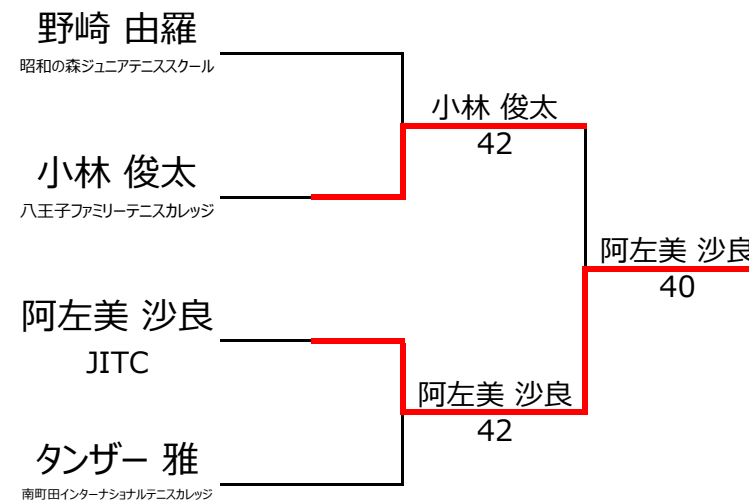 野崎 由羅
昭和の森ジュニアテニススクール
小林 俊太
42
小林 俊太
八王子ファミリーテニスカレッジ
阿左美 沙良
40
阿左美 沙良
JITC
阿左美 沙良
42
タンザー 雅
南町田インターナショナルテニスカレッジ